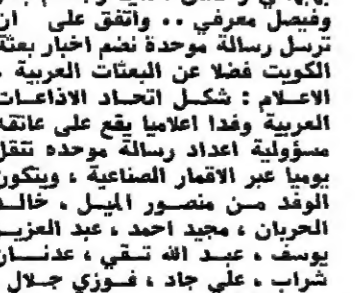 وفيصل معرفي .. واتفق على ان
ترسل رسالة موحدة تضم اخبار بعثة
الكويت فضلا عن البعثات العربية .
الاعلام : شكل اتحاد الاذاعات
العربية وفدا اعلاميا يقع على عاتقه
مسؤولية اعداد رسالة موحده تنقل
يوميا عبر الاقمار الصناعية ، ويتكون
الوفد من منصور الميل ، خالد
الحربان ، مجيد احمد ، عبد العزيز
يوسف ، عبد الله تقي ، عدنان
شراب ، علي جاد ، فوزي جلال